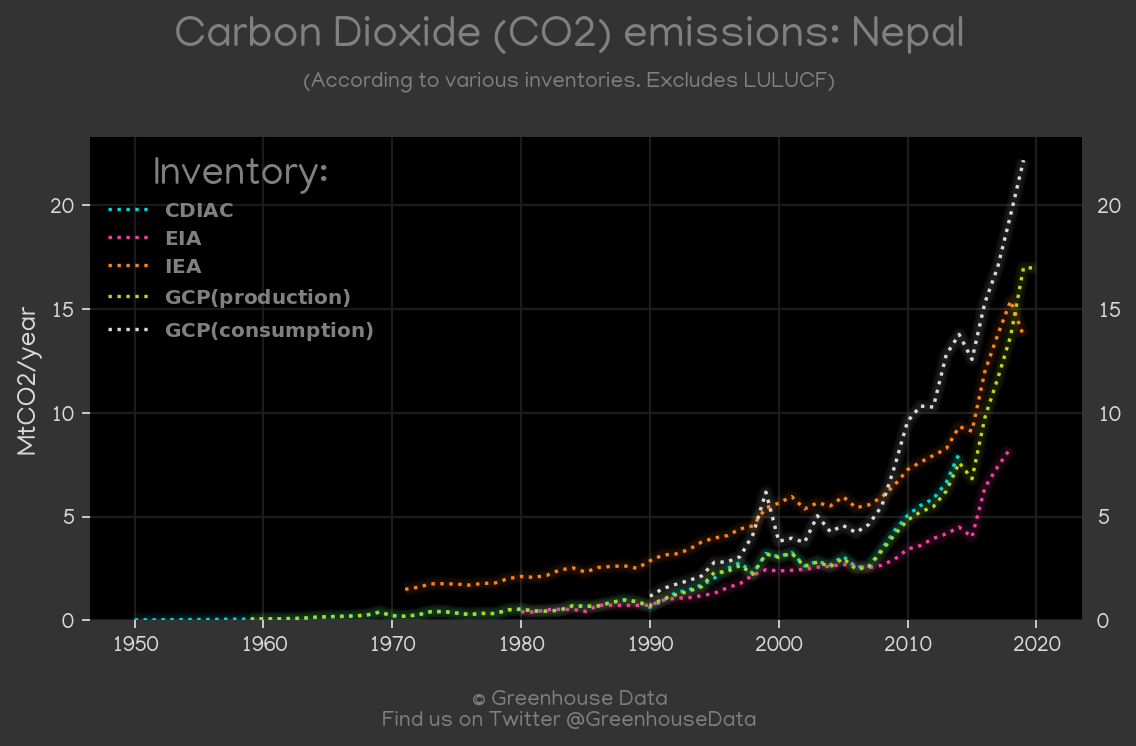 Carbon Dioxide (CO2) emissions: Nepal
(According to various inventories. Excludes LULUCF)
Inventory:
CDIAC
EIA
IEA
GCP(production)
GCP(consumption)
MtCO2/year
20
15
10
5
0
20
15
10
5
0
1950 1960 1970 1980 1990 2000 2010 2020
© Greenhouse Data
Find us on Twitter @GreenhouseData